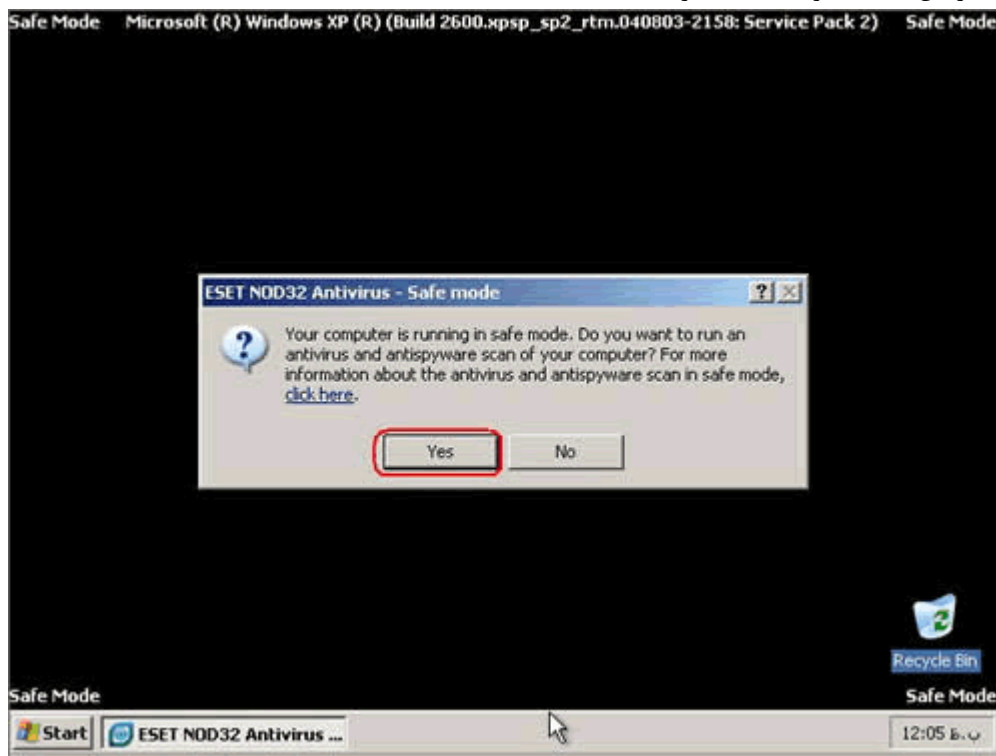 Safe Mode Microsoft (R) Windows XP (R) (Build 2600.xpsp_sp2_rtm.040803-2158: Service Pack 2) Safe Mode
ESET NOD32 Antivirus - Safe mode
Your computer is running in safe mode. Do you want to run an
antivirus and antispyware scan of your computer? For more
information about the antivirus and antispyware scan in safe mode,
click here.
Yes No
Recycle Bin
Safe Mode Safe Mode
Start ESET NOD32 Antivirus ... 12:05 ب.ظ